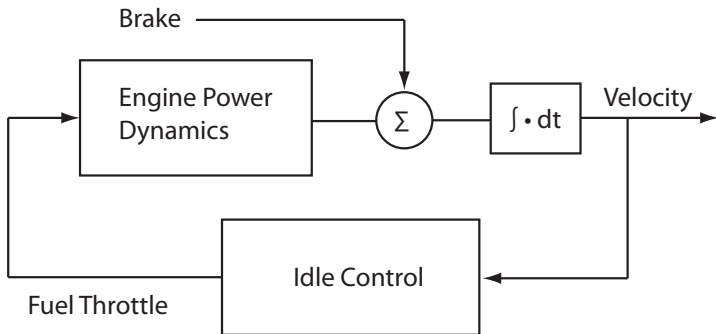 Brake
Engine Power
Dynamics
Σ
∫ • dt
Velocity
Idle Control
Fuel Throttle